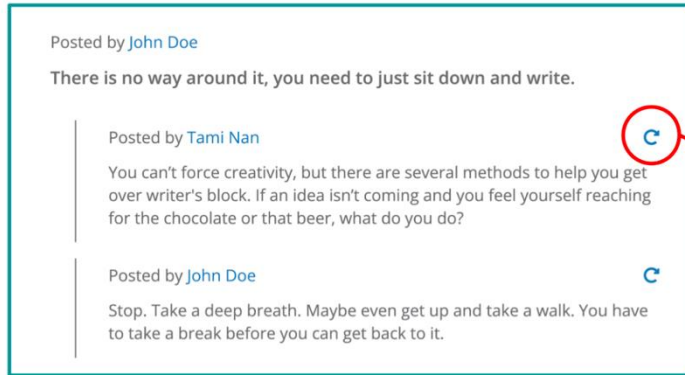 Posted by John Doe
There is no way around it, you need to just sit down and write.
Posted by Tami Nan
You can’t force creativity, but there are several methods to help you get
over writer's block. If an idea isn’t coming and you feel yourself reaching
for the chocolate or that beer, what do you do?
Posted by John Doe
Stop. Take a deep breath. Maybe even get up and take a walk. You have
to take a break before you can get back to it.